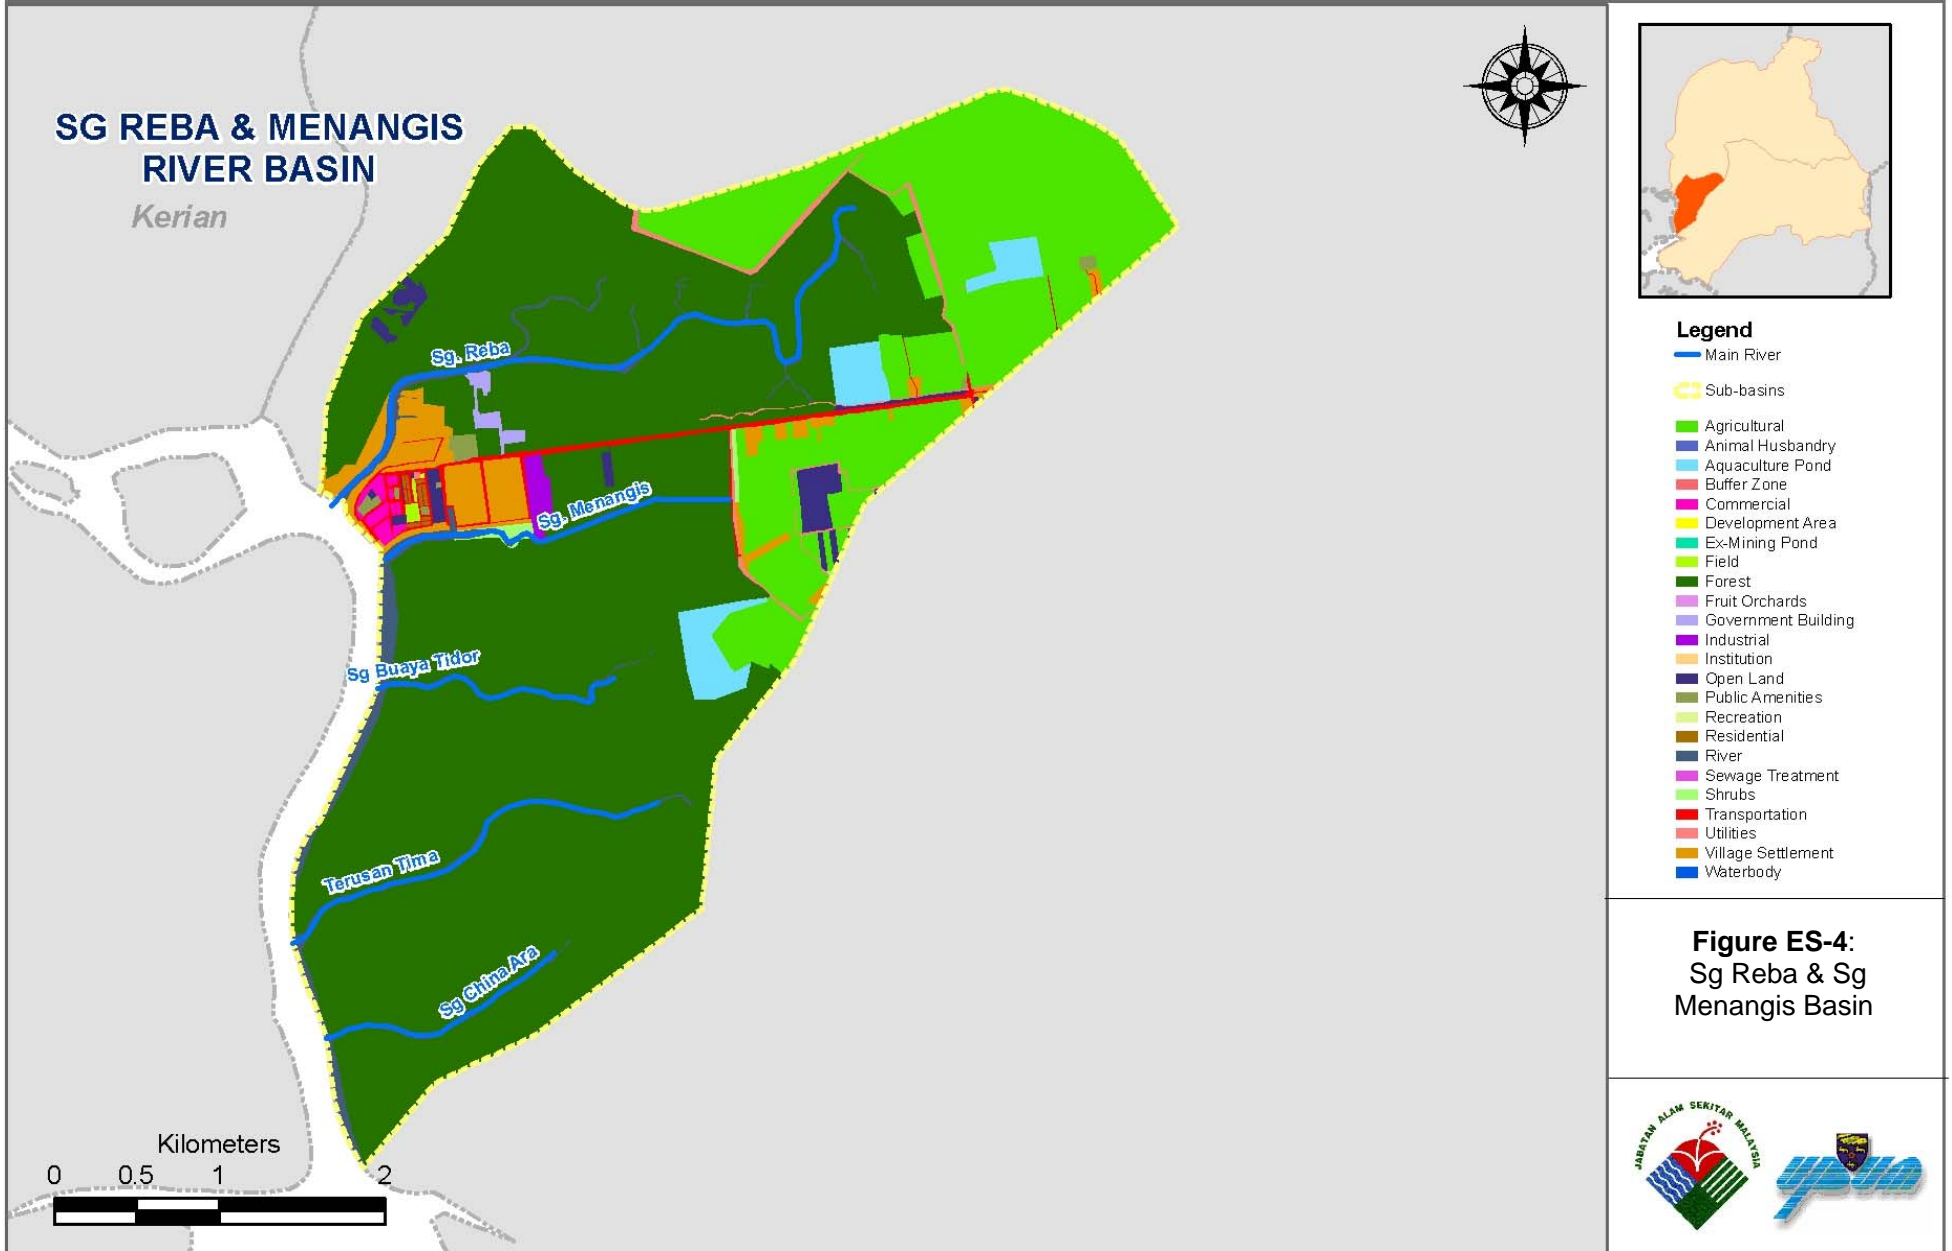 SG REBA & MENANGIS
RIVER BASIN
Kerian
Sg. Reba
Sg. Menangis
Sg Buaya Tidor
Terusan Tima
Sg China Ara
Kilometers
0 0.5 1 2
Legend
Main River
Sub-basins
Agricultural
Animal Husbandry
Aquaculture Pond
Buffer Zone
Commercial
Development Area
Ex-Mining Pond
Field
Forest
Fruit Orchards
Government Building
Industrial
Institution
Open Land
Public Amenities
Recreation
Residential
River
Sewage Treatment
Shrubs
Transportation
Utilities
Village Settlement
Waterbody
Figure ES-4:
Sg Reba & Sg
Menangis Basin
JABATAN ALAM SEKITAR MALAYSIA
upum